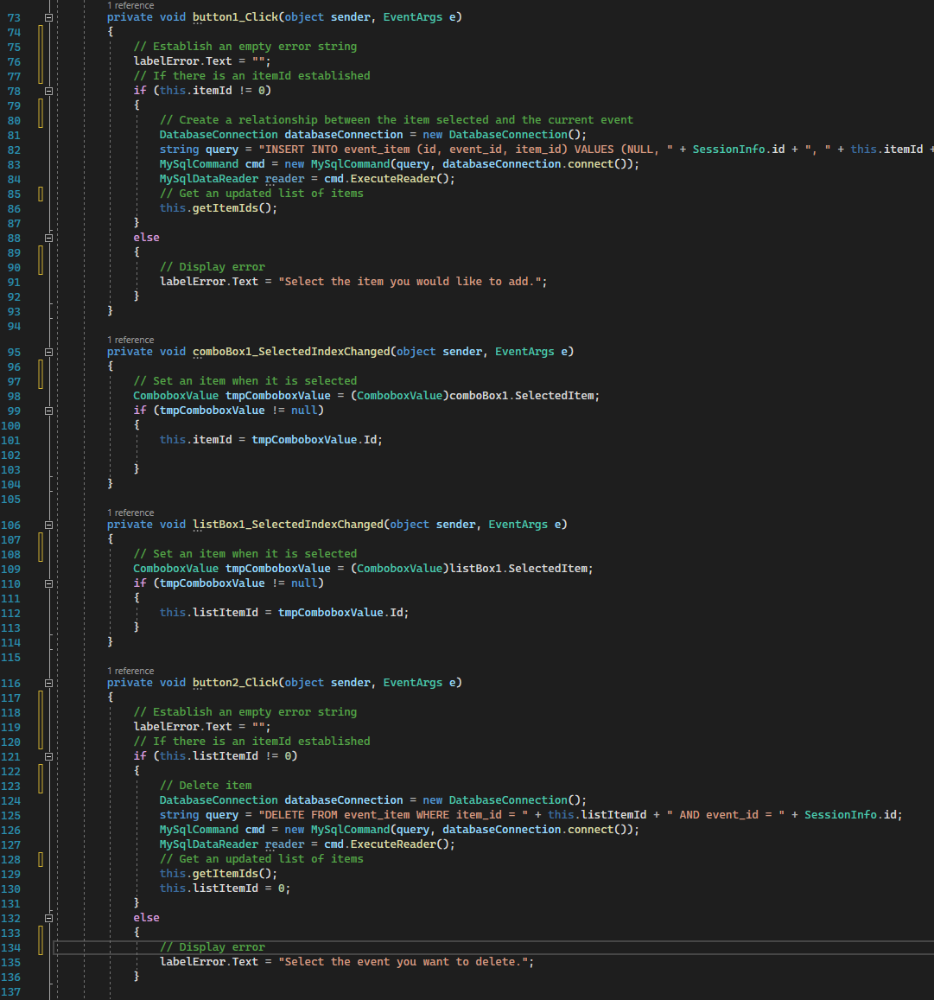 1 reference
73 private void button1_Click(object sender, EventArgs e)
74 {
75 // Establish an empty error string
76 labelError.Text = "";
77 // If there is an itemId established
78 if (this.itemId != 0)
79 {
80 // Create a relationship between the item selected and the current event
81 DatabaseConnection databaseConnection = new DatabaseConnection();
82 string query = "INSERT INTO event_item (id, event_id, item_id) VALUES (NULL, " + SessionInfo.id + ", " + this.itemId +
83 MySqlCommand cmd = new MySqlCommand(query, databaseConnection.connect());
84 MySqlDataReader reader = cmd.ExecuteReader();
85 // Get an updated list of items
86 this.getItemIds();
87 }
88 else
89 {
90 // Display error
91 labelError.Text = "Select the item you would like to add.";
92 }
93 }
94
1 reference
95 private void comboBox1_SelectedIndexChanged(object sender, EventArgs e)
96 {
97 // Set an item when it is selected
98 ComboboxValue tmpComboboxValue = (ComboboxValue)comboBox1.SelectedItem;
99 if (tmpComboboxValue != null)
100 {
101 this.itemId = tmpComboboxValue.Id;
102
103 }
104 }
105
1 reference
106 private void listBox1_SelectedIndexChanged(object sender, EventArgs e)
107 {
108 // Set an item when it is selected
109 ComboboxValue tmpComboboxValue = (ComboboxValue)listBox1.SelectedItem;
110 if (tmpComboboxValue != null)
111 {
112 this.listItemId = tmpComboboxValue.Id;
113 }
114 }
115
1 reference
116 private void button2_Click(object sender, EventArgs e)
117 {
118 // Establish an empty error string
119 labelError.Text = "";
120 // If there is an itemId established
121 if (this.listItemId != 0)
122 {
123 // Delete item
124 DatabaseConnection databaseConnection = new DatabaseConnection();
125 string query = "DELETE FROM event_item WHERE item_id = " + this.listItemId + " AND event_id = " + SessionInfo.id;
126 MySqlCommand cmd = new MySqlCommand(query, databaseConnection.connect());
127 MySqlDataReader reader = cmd.ExecuteReader();
128 // Get an updated list of items
129 this.getItemIds();
130 this.listItemId = 0;
131 }
132 else
133 {
134 // Display error
135 labelError.Text = "Select the event you want to delete.";
136 }
137